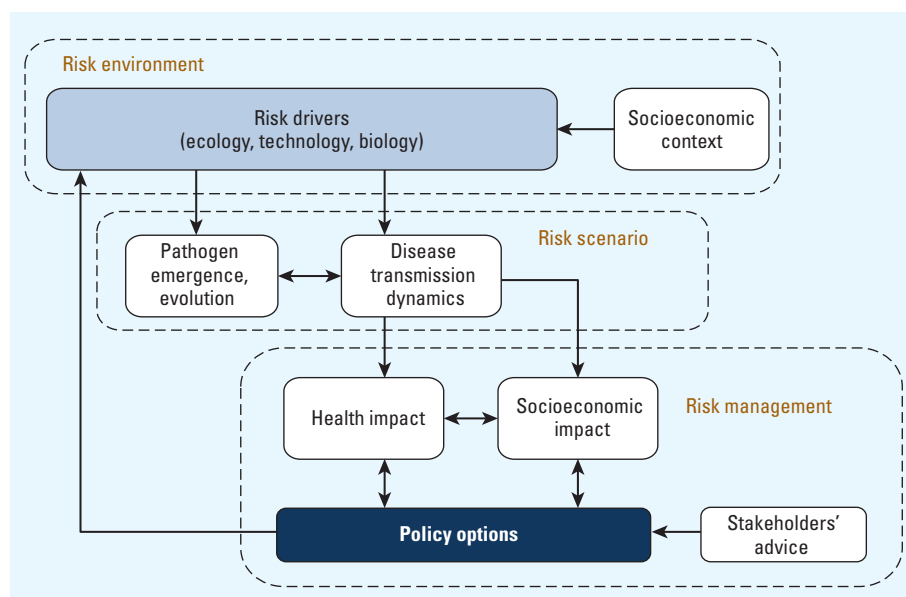 Risk environment
Risk drivers
(ecology, technology, biology)
Socioeconomic
context
Risk scenario
Pathogen
emergence,
evolution
Disease
transmission
dynamics
Health impact
Socioeconomic
impact
Risk management
Policy options
Stakeholders’
advice